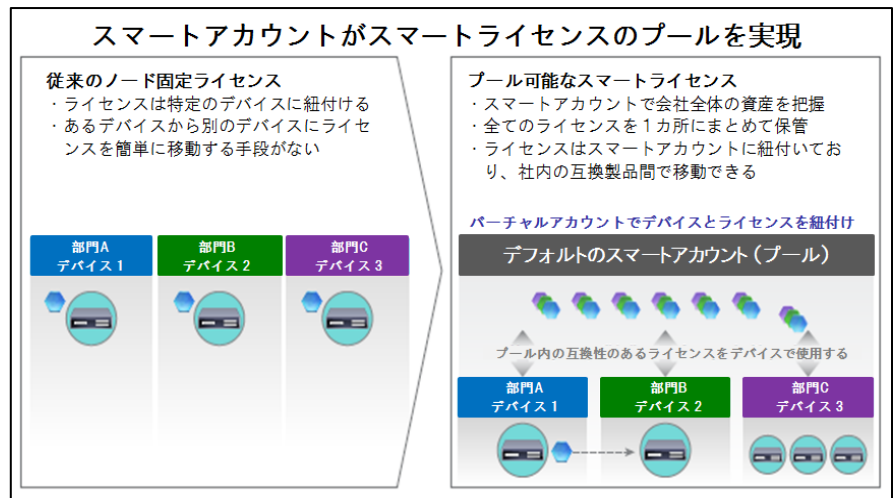 スマートアカウントがスマートライセンスのプールを実現
従来のノード固定ライセンス
・ライセンスは特定のデバイスに紐付ける
・あるデバイスから別のデバイスにライセ
ンスを簡単に移動する手段がない
部門A
デバイス1
部門B
デバイス2
部門C
デバイス3
プール可能なスマートライセンス
・スマートアカウントで会社全体の資産を把握
・全てのライセンスを1カ所にまとめて保管
・ライセンスはスマートアカウントに紐付いてお
り、社内の互換製品間で移動できる
バーチャルアカウントでデバイスとライセンスを紐付け
デフォルトのスマートアカウント(プール)
プール内の互換性のあるライセンスをデバイスで使用する
部門A
デバイス1
部門B
デバイス2
部門C
デバイス3